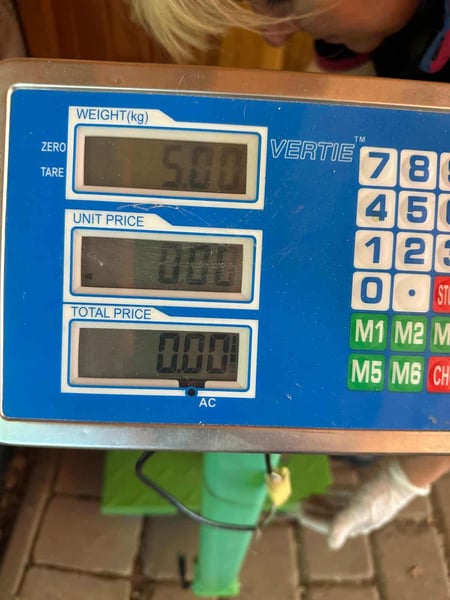 WEIGHT(kg)
ZERO
TARE
5.00
VERTIE™
UNIT PRICE
0.00
TOTAL PRICE
0.00
AC
7 8
4 5
1 2 3
0 .
M1 M2 M
M5 M6 CH